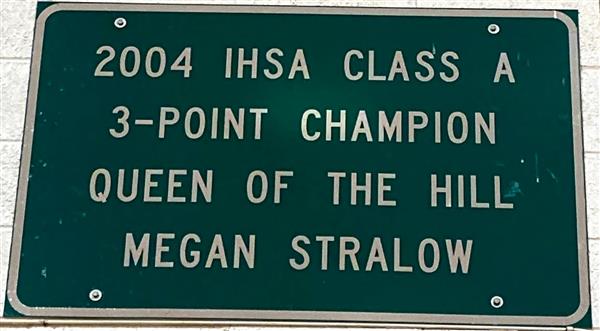 2004 IHSA CLASS A
3-POINT CHAMPION
QUEEN OF THE HILL
MEGAN STRALOW